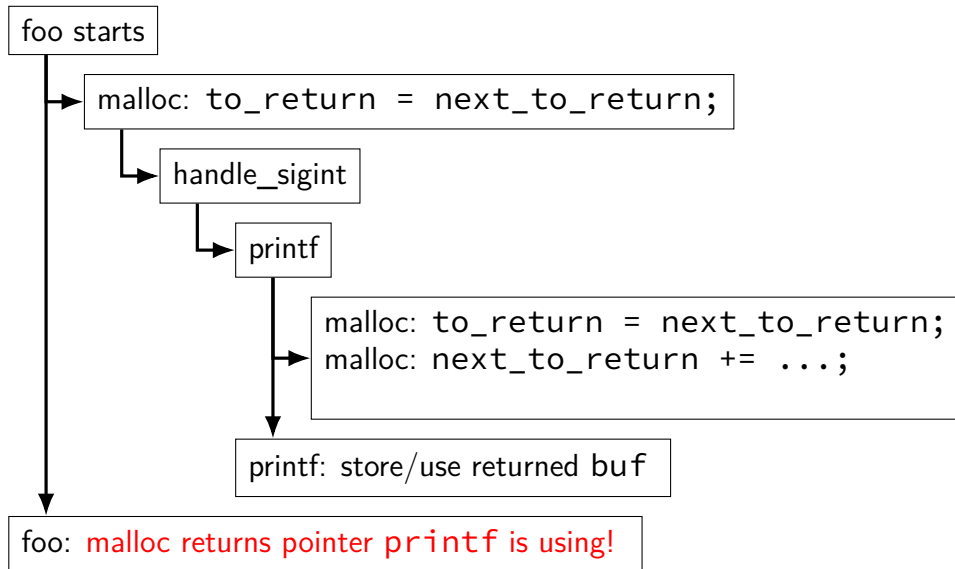 foo starts
malloc: to_return = next_to_return;
handle_sigint
printf
malloc: to_return = next_to_return;
malloc: next_to_return += ...;
printf: store/use returned buf
foo: malloc returns pointer printf is using!